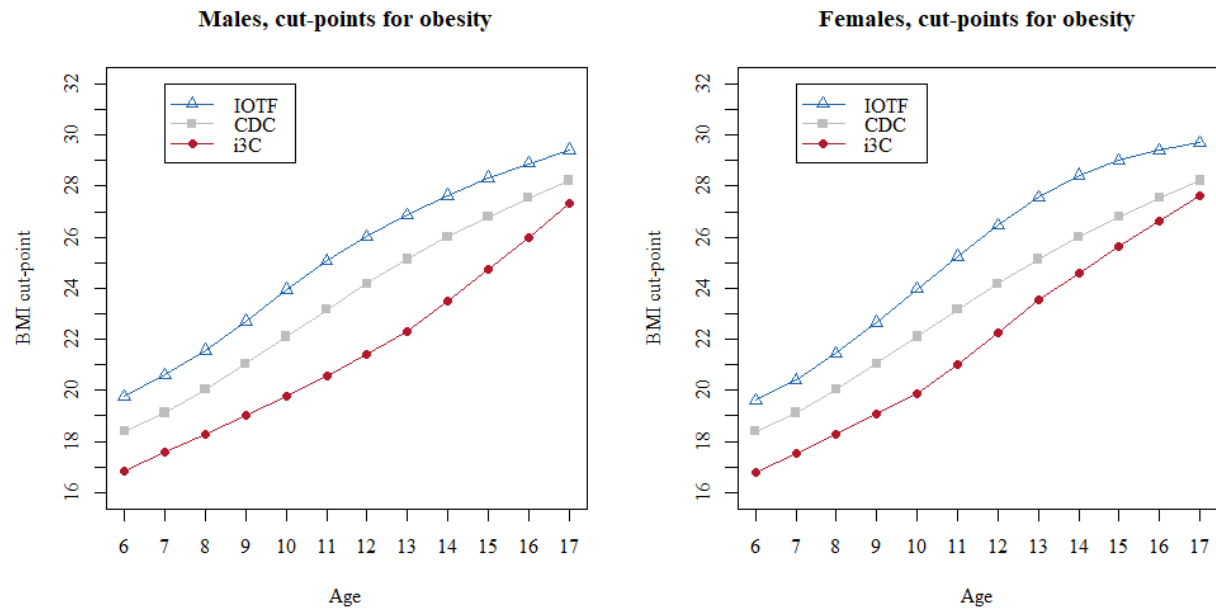 Males, cut-points for obesity
BMI cut-point
32
30
28
26
24
22
20
18
16
IOTF
CDC
i3C
6 7 8 9 10 11 12 13 14 15 16 17
Age
Females, cut-points for obesity
BMI cut-point
32
30
28
26
24
22
20
18
16
IOTF
CDC
i3C
6 7 8 9 10 11 12 13 14 15 16 17
Age